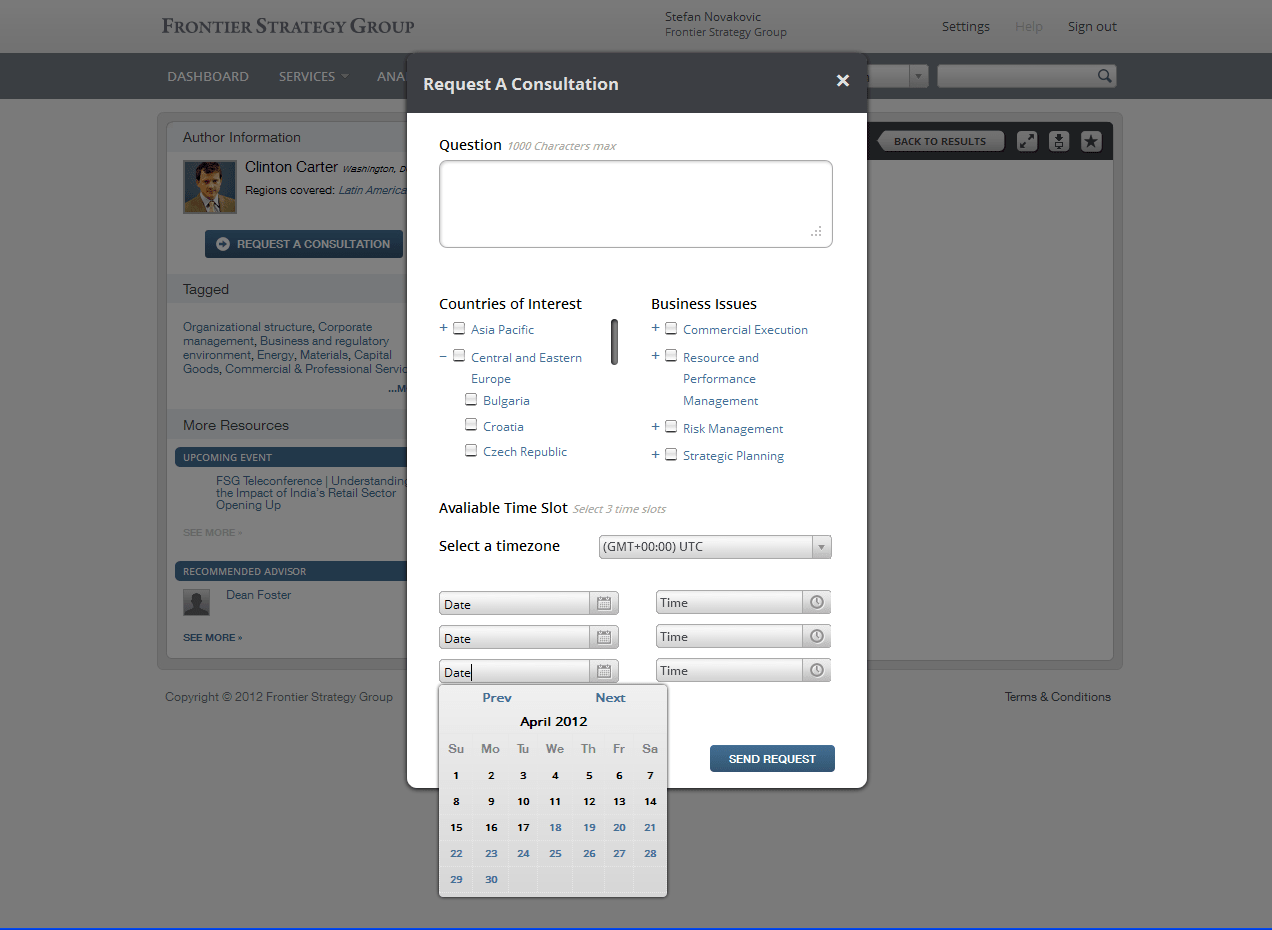 FRONTIER STRATEGY GROUP
Stefan Novakovic
Frontier Strategy Group
Settings Help Sign out
DASHBOARD SERVICES ANA
Request A Consultation
BACK TO RESULTS
Author Information
Clinton Carter Washington, D
Regions covered: Latin America
REQUEST A CONSULTATION
Tagged
Organizational structure, Corporate
management, Business and regulatory
environment, Energy, Materials, Capital
Goods, Commercial & Professional Servic
...M
More Resources
UPCOMING EVENT
FSG Teleconference | Understanding
the Impact of India's Retail Sector
Opening Up
SEE MORE »
RECOMMENDED ADVISOR
Dean Foster
SEE MORE »
Question 1000 Characters max
Countries of Interest
+ Asia Pacific
– Central and Eastern
Europe
Bulgaria
Croatia
Czech Republic
Business Issues
+ Commercial Execution
+ Resource and
Performance
Management
+ Risk Management
+ Strategic Planning
Available Time Slot Select 3 time slots
Select a timezone (GMT+00:00) UTC
Date Time
Date Time
Date Time
Prev Next
April 2012
Su Mo Tu We Th Fr Sa
1 2 3 4 5 6 7
8 9 10 11 12 13 14
15 16 17 18 19 20 21
22 23 24 25 26 27 28
29 30
SEND REQUEST
Copyright © 2012 Frontier Strategy Group
Terms & Conditions